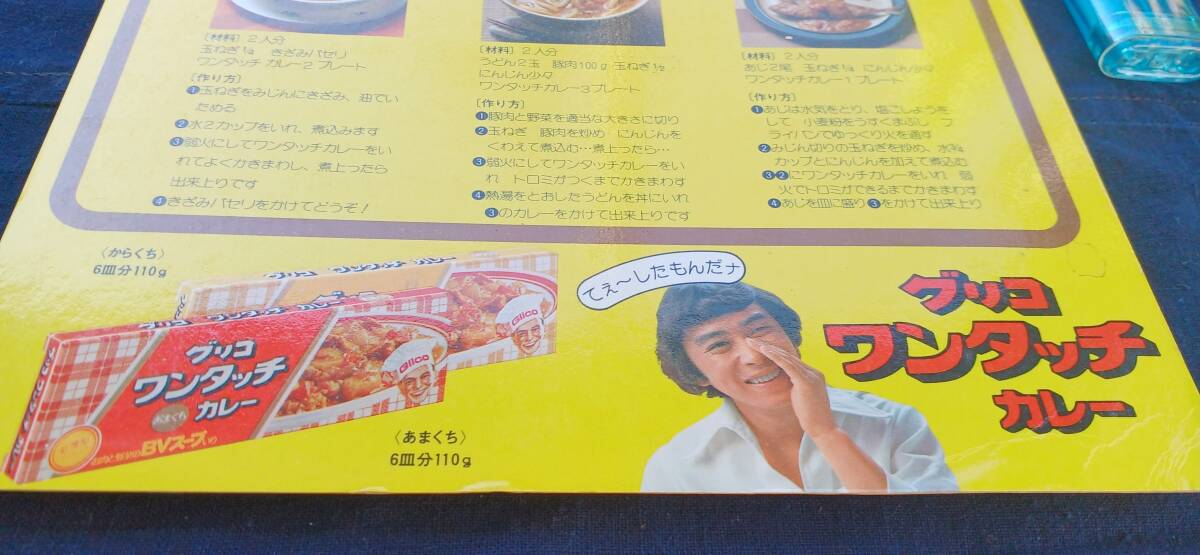 〔材料〕2人分
玉ねぎ¼ きざみパセリ
ワンタッチカレー2プレート
〔作り方〕
❶玉ねぎをみじんにきざみ、油でい
ためる
❷水2カップをいれ、煮込みます
❸弱火にしてワンタッチカレーをい
れてよくかきまわし、煮上ったら
出来上りです
❹きざみパセリをかけてどうぞ!
〔材料〕2人分
うどん2玉 豚肉100g 玉ねぎ½
にんじん少々
ワンタッチカレー3プレート
〔作り方〕
❶豚肉と野菜を適当な大きさに切り
❷玉ねぎ 豚肉を炒め にんじんを
くわえて煮込む…煮上ったら…
❸弱火にしてワンタッチカレーをい
れ トロミがつくまでかきまわす
❹熱湯をとおしたうどんを丼にいれ
❸のカレーをかけて出来上りです
〔材料〕2人分
あじ2尾 玉ねぎ¼ にんじん少々
ワンタッチカレー1プレート
〔作り方〕
❶あじは水気をとり、塩こしょうを
して 小麦粉をうすくまぶし、フ
ライパンでゆっくり火を通す
❷みじん切りの玉ねぎを炒め、水¾
カップとにんじんを加えて煮込む
❸❷にワンタッチカレーをいれ 弱
火でトロミができるまでかきまわす
❹あじを皿に盛り❸をかけて出来上り
〈からくち〉
6皿分110g
グリコ ワンタッチ カレー
Glico
グリコ
ワンタッチ
カレー
あまくち
BVスープ入り
Glico
〈あまくち〉
6皿分110g
てぇ〜したもんだナ
グリコ
ワンタッチ
カレー